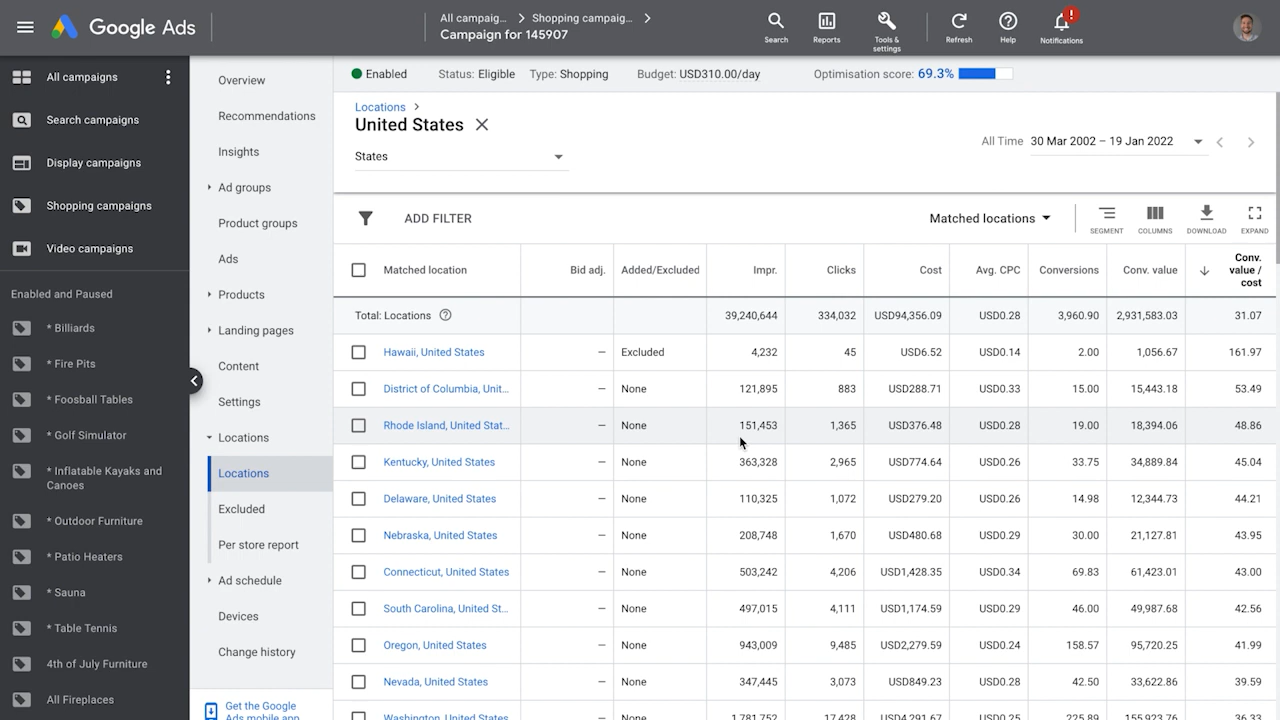 Google Ads
All campaig... > Shopping campaig... >
Campaign for 145907
Search
Reports
Tools &
settings
Refresh
Help
!
Notifications
All campaigns
Search campaigns
Display campaigns
Shopping campaigns
Video campaigns
Enabled and Paused
* Billiards
* Fire Pits
* Foosball Tables
* Golf Simulator
* Inflatable Kayaks and
Canoes
* Outdoor Furniture
* Patio Heaters
* Sauna
* Table Tennis
4th of July Furniture
All Fireplaces
Overview
Recommendations
Insights
Ad groups
Product groups
Ads
Products
Landing pages
Content
Settings
Locations
Locations
Excluded
Per store report
Ad schedule
Devices
Change history
Get the Google
Ads mobile app
Enabled Status: Eligible Type: Shopping Budget: USD310.00/day Optimisation score: 69.3%
Locations >
United States
States
All Time 30 Mar 2002 – 19 Jan 2022
ADD FILTER
Matched locations
SEGMENT
COLUMNS
DOWNLOAD
EXPAND
Matched location Bid adj. Added/Excluded Impr. Clicks Cost Avg. CPC Conversions Conv. value Conv. value / cost
Total: Locations 39,240,644 334,032 USD94,356.09 USD0.28 3,960.90 2,931,583.03 31.07
Hawaii, United States — Excluded 4,232 45 USD6.52 USD0.14 2.00 1,056.67 161.97
District of Columbia, Unit... — None 121,895 883 USD288.71 USD0.33 15.00 15,443.18 53.49
Rhode Island, United Stat... — None 151,453 1,365 USD376.48 USD0.28 19.00 18,394.06 48.86
Kentucky, United States — None 363,328 2,965 USD774.64 USD0.26 33.75 34,889.84 45.04
Delaware, United States — None 110,325 1,072 USD279.20 USD0.26 14.98 12,344.73 44.21
Nebraska, United States — None 208,748 1,670 USD480.68 USD0.29 30.00 21,127.81 43.95
Connecticut, United States — None 503,242 4,206 USD1,428.35 USD0.34 69.83 61,423.01 43.00
South Carolina, United St... — None 497,015 4,111 USD1,174.59 USD0.29 46.00 49,987.68 42.56
Oregon, United States — None 943,009 9,485 USD2,279.59 USD0.24 158.57 95,720.25 41.99
Nevada, United States — None 347,445 3,073 USD849.23 USD0.28 42.50 33,622.86 39.59
Washington, United States — None 1,781,752 17,428 USD4,291.67 USD0.25 225.89 36.33